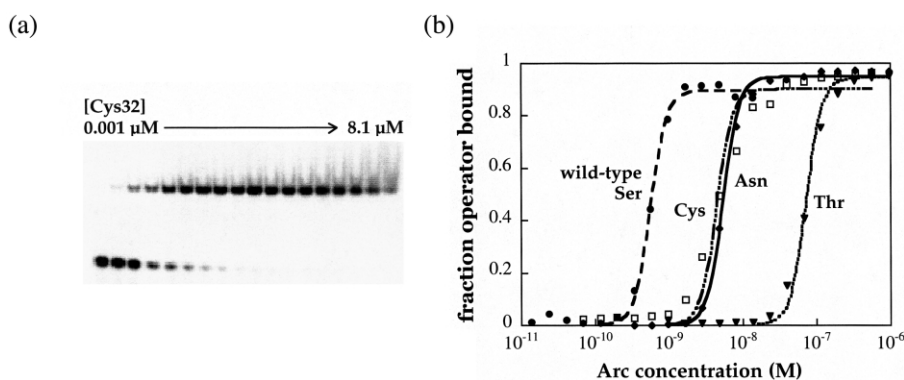 (a)
[Cys32]
0.001 µM
8.1 µM
(b)
fraction operator bound
1
0.8
0.6
0.4
0.2
0
wild-type
Ser
Cys
Asn
Thr
10⁻¹¹ 10⁻¹⁰ 10⁻⁹ 10⁻⁸ 10⁻⁷ 10⁻⁶
Arc concentration (M)